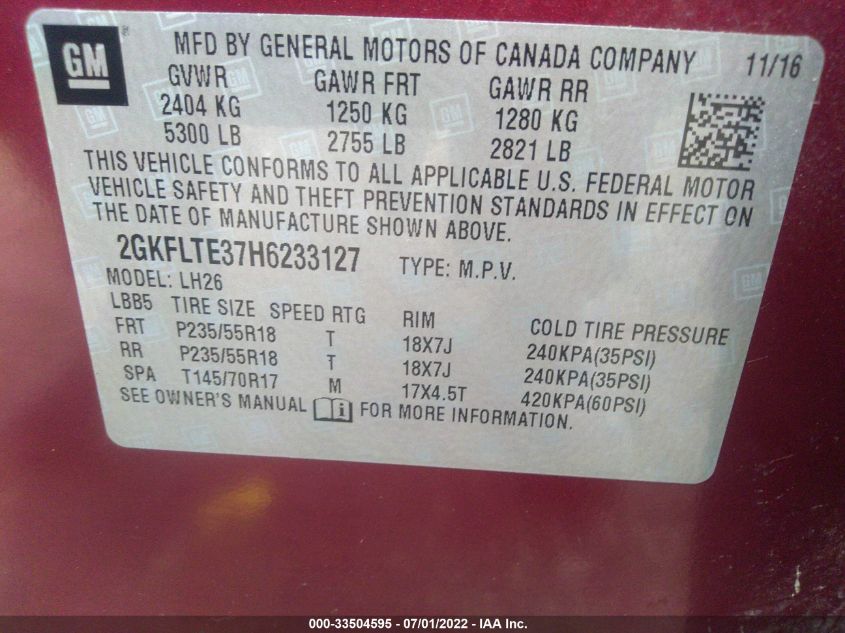 GM
MFD BY GENERAL MOTORS OF CANADA COMPANY 11/16
GVWR GAWR FRT GAWR RR
2404 KG 1250 KG 1280 KG
5300 LB 2755 LB 2821 LB
THIS VEHICLE CONFORMS TO ALL APPLICABLE U.S. FEDERAL MOTOR
VEHICLE SAFETY AND THEFT PREVENTION STANDARDS IN EFFECT ON
THE DATE OF MANUFACTURE SHOWN ABOVE.
2GKFLTE37H6233127 TYPE: M.P.V.
MODEL: LH26
LBB5 TIRE SIZE SPEED RTG RIM COLD TIRE PRESSURE
FRT P235/55R18 T 18X7J 240KPA(35PSI)
RR P235/55R18 T 18X7J 240KPA(35PSI)
SPA T145/70R17 M 17X4.5T 420KPA(60PSI)
SEE OWNER'S MANUAL FOR MORE INFORMATION.
000-33504595 - 07/01/2022 - IAA Inc.